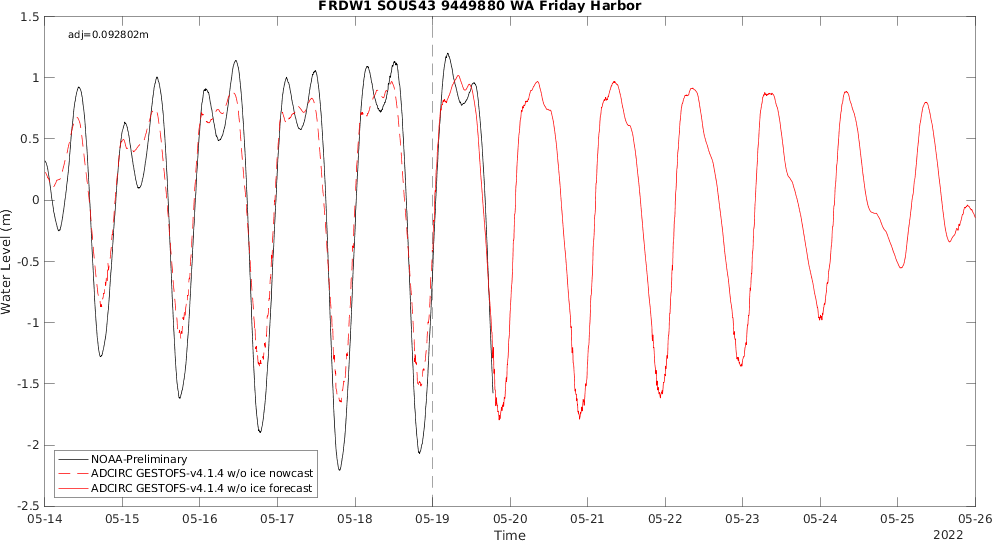 FRDW1 SOUS43 9449880 WA Friday Harbor
adj=0.092802m
1.5
1
0.5
0
-0.5
-1
-1.5
-2
-2.5
Water Level (m)
NOAA-Preliminary
ADCIRC GESTOFS-v4.1.4 w/o ice nowcast
ADCIRC GESTOFS-v4.1.4 w/o ice forecast
05-14 05-15 05-16 05-17 05-18 05-19 05-20 05-21 05-22 05-23 05-24 05-25 05-26
Time
2022